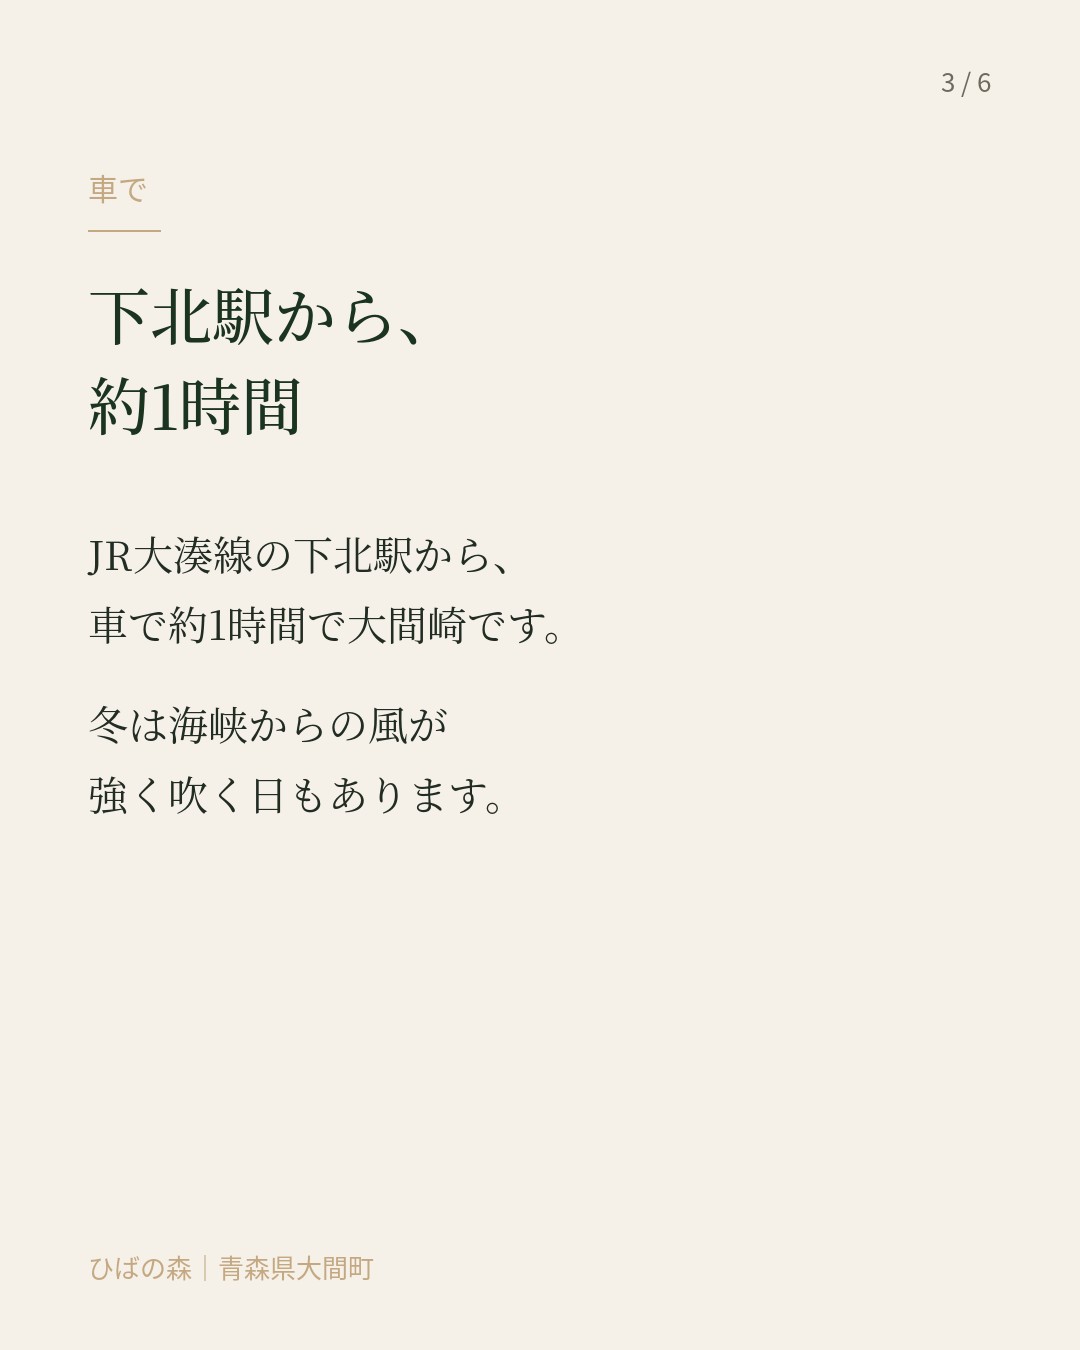 3 / 6
車で
下北駅から、
約1時間
JR大湊線の下北駅から、
車で約1時間で大間崎です。
冬は海峡からの風が
強く吹く日もあります。
ひばの森｜青森県大間町